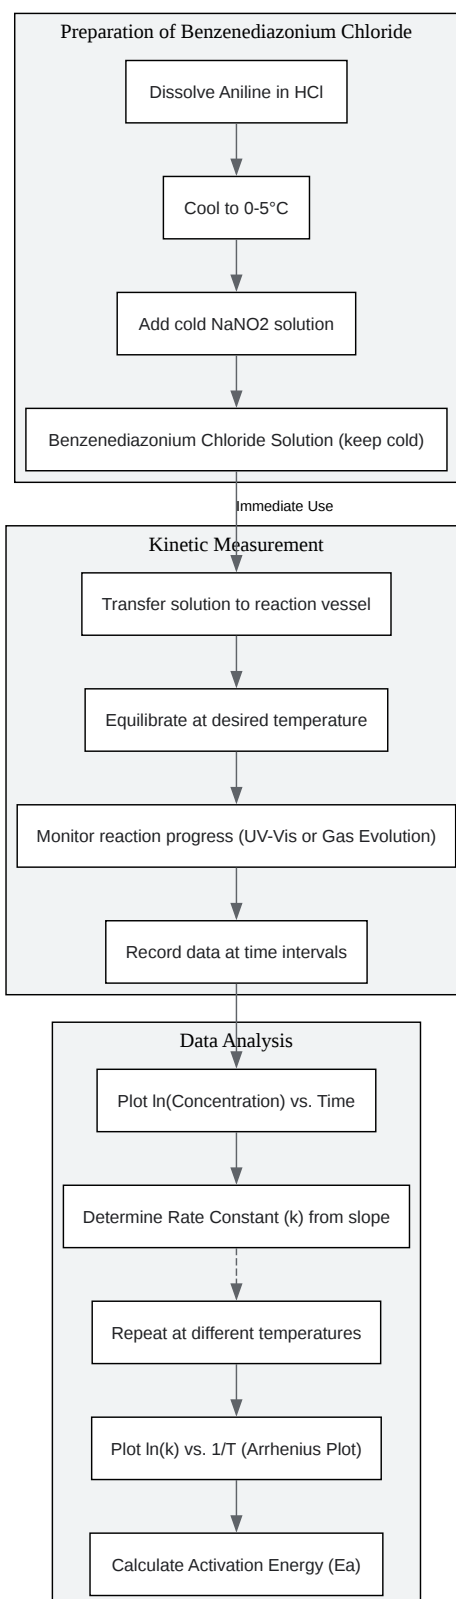 Preparation of Benzenediazonium Chloride
Dissolve Aniline in HCl
Cool to 0-5°C
Add cold NaNO2 solution
Benzenediazonium Chloride Solution (keep cold)
Immediate Use
Kinetic Measurement
Transfer solution to reaction vessel
Equilibrate at desired temperature
Monitor reaction progress (UV-Vis or Gas Evolution)
Record data at time intervals
Data Analysis
Plot ln(Concentration) vs. Time
Determine Rate Constant (k) from slope
Repeat at different temperatures
Plot ln(k) vs. 1/T (Arrhenius Plot)
Calculate Activation Energy (Ea)